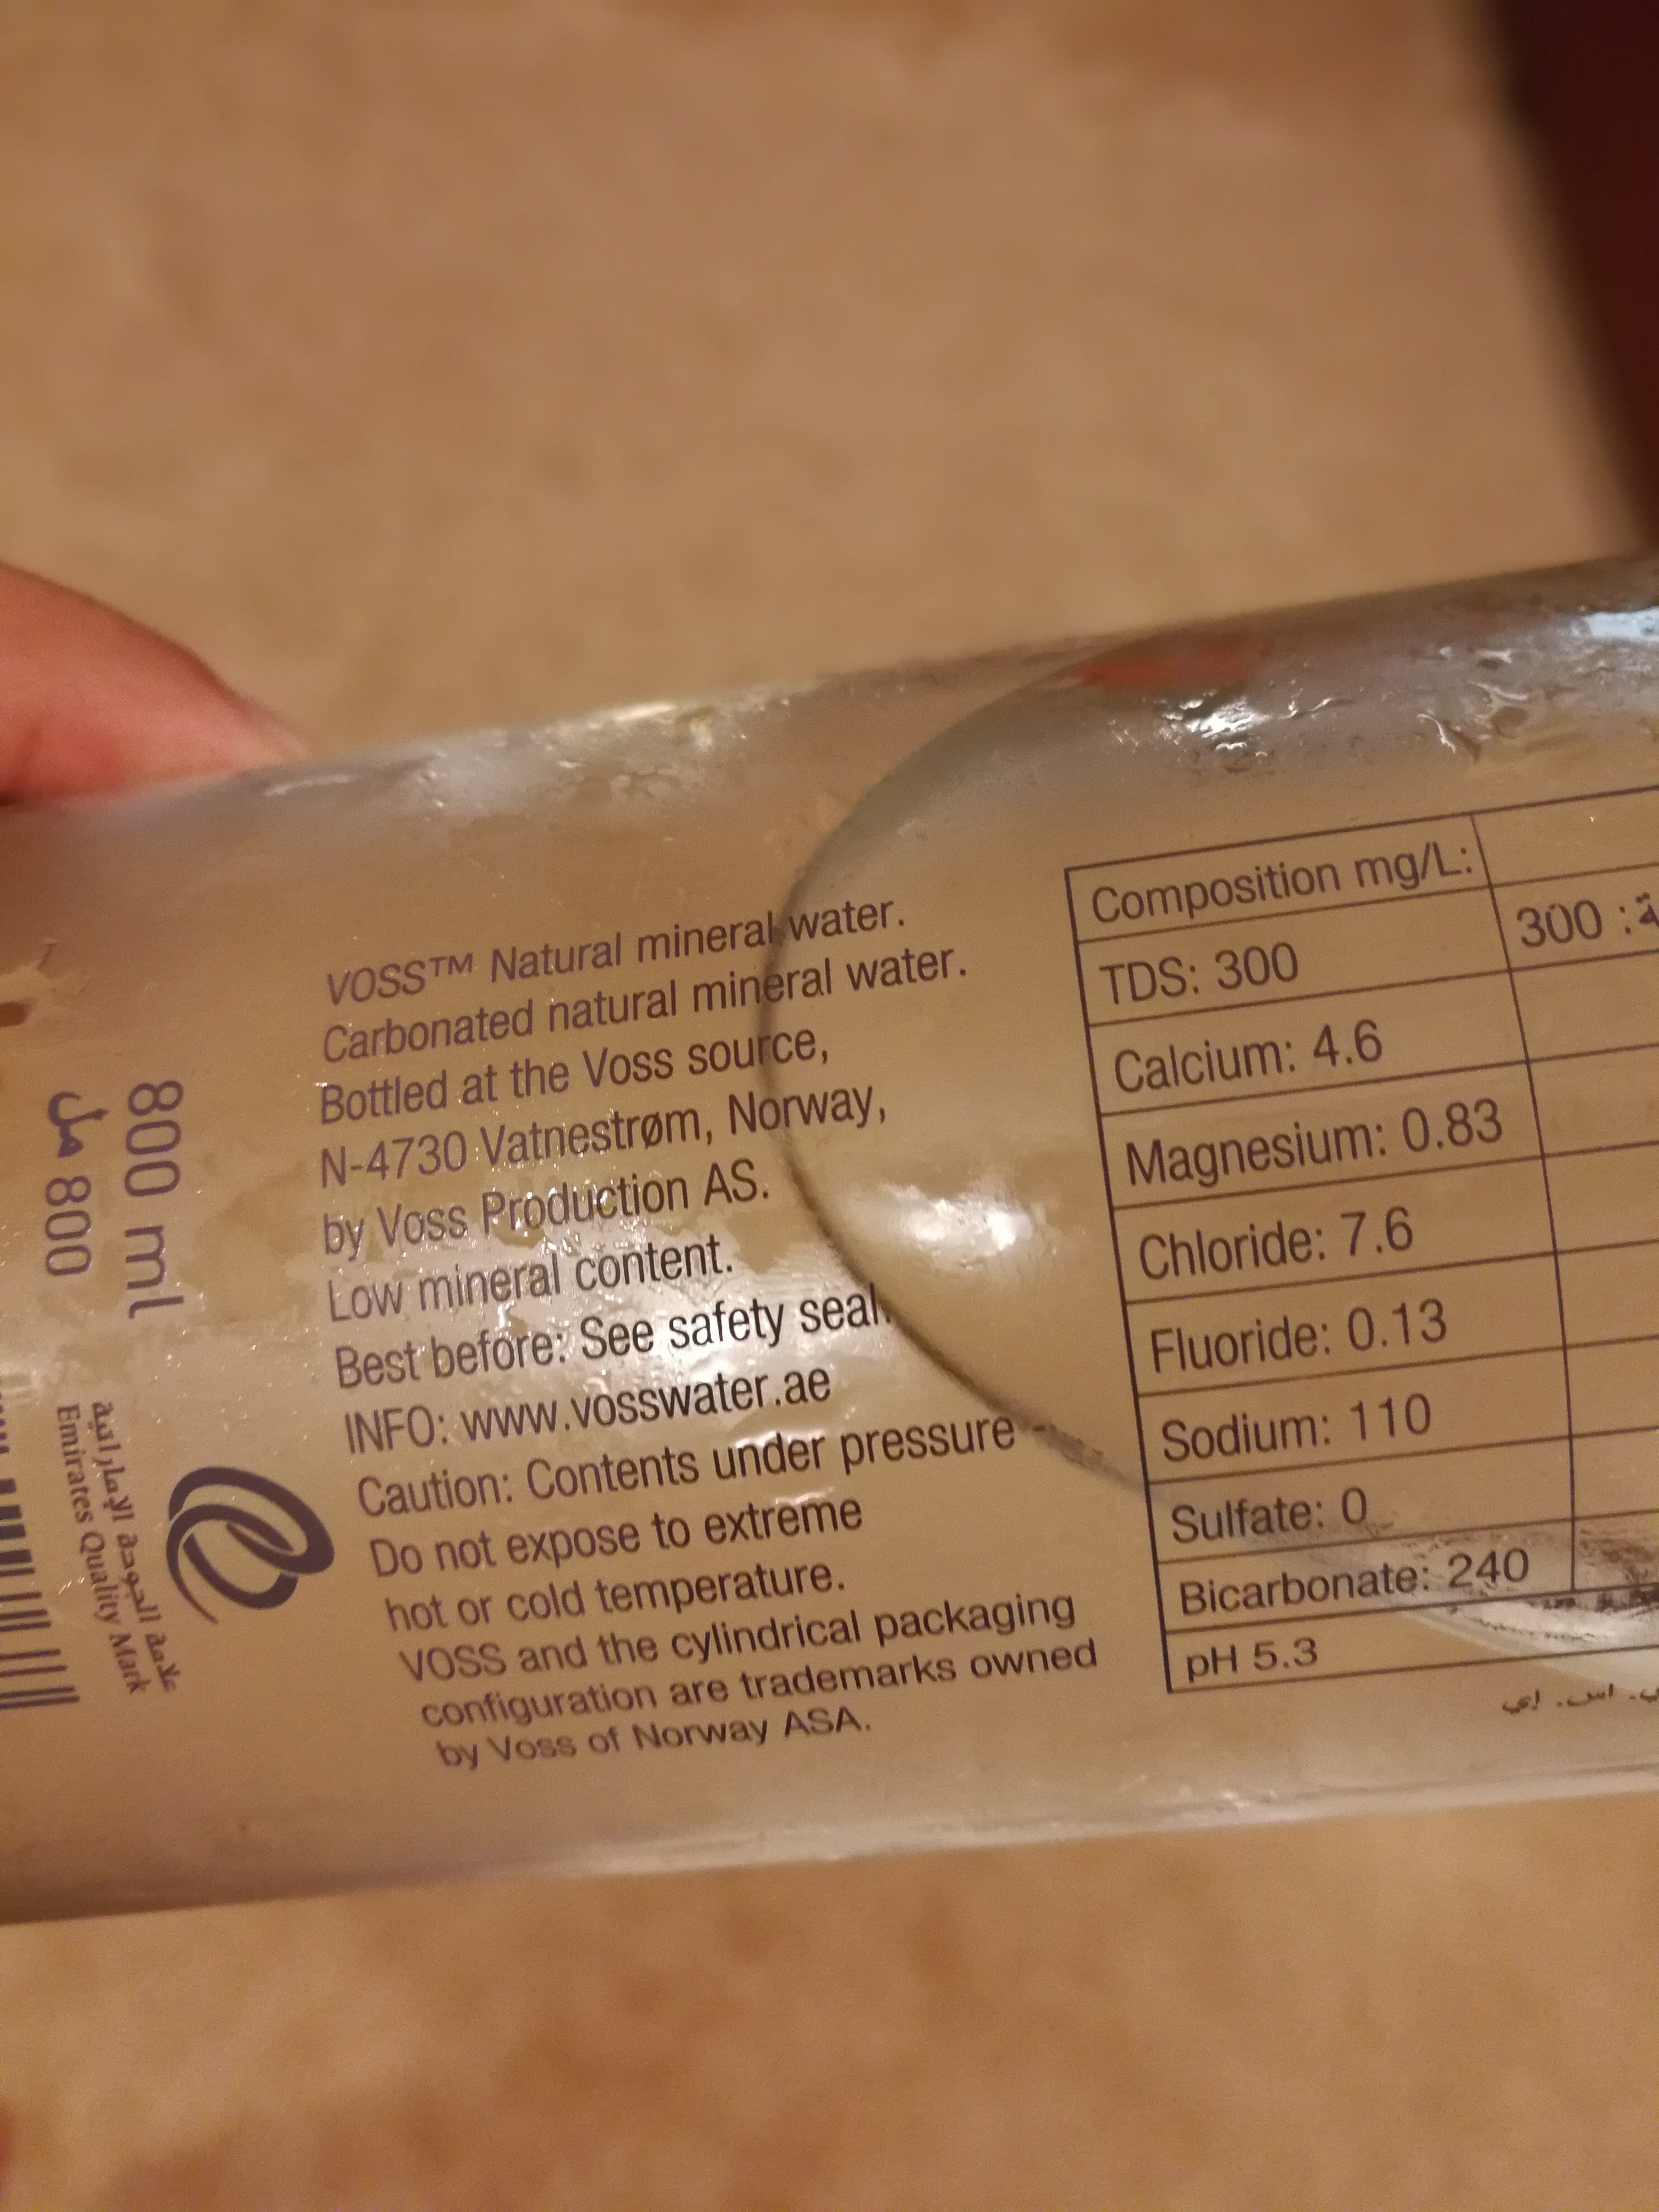 800 ml
800 مل
علامة الجودة الإماراتية
Emirates Quality Mark
VOSS™ Natural mineral water.
Carbonated natural mineral water.
Bottled at the Voss source,
N-4730 Vatnestrøm, Norway,
by Voss Production AS.
Low mineral content.
Best before: See safety seal.
INFO: www.vosswater.ae
Caution: Contents under pressure -
Do not expose to extreme
hot or cold temperature.
VOSS and the cylindrical packaging
configuration are trademarks owned
by Voss of Norway ASA.
Composition mg/L:
TDS: 300
300 :
Calcium: 4.6
Magnesium: 0.83
Chloride: 7.6
Fluoride: 0.13
Sodium: 110
Sulfate: 0
Bicarbonate: 240
pH 5.3
اس. إي